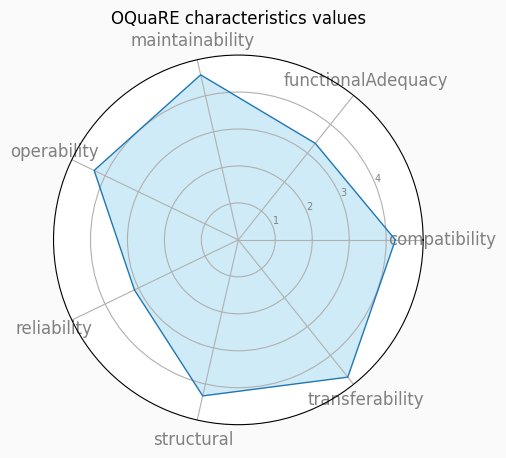 OQuaRE characteristics values
maintainability
functionalAdequacy
operability
4
3
2
1
compatibility
reliability
transferability
structural